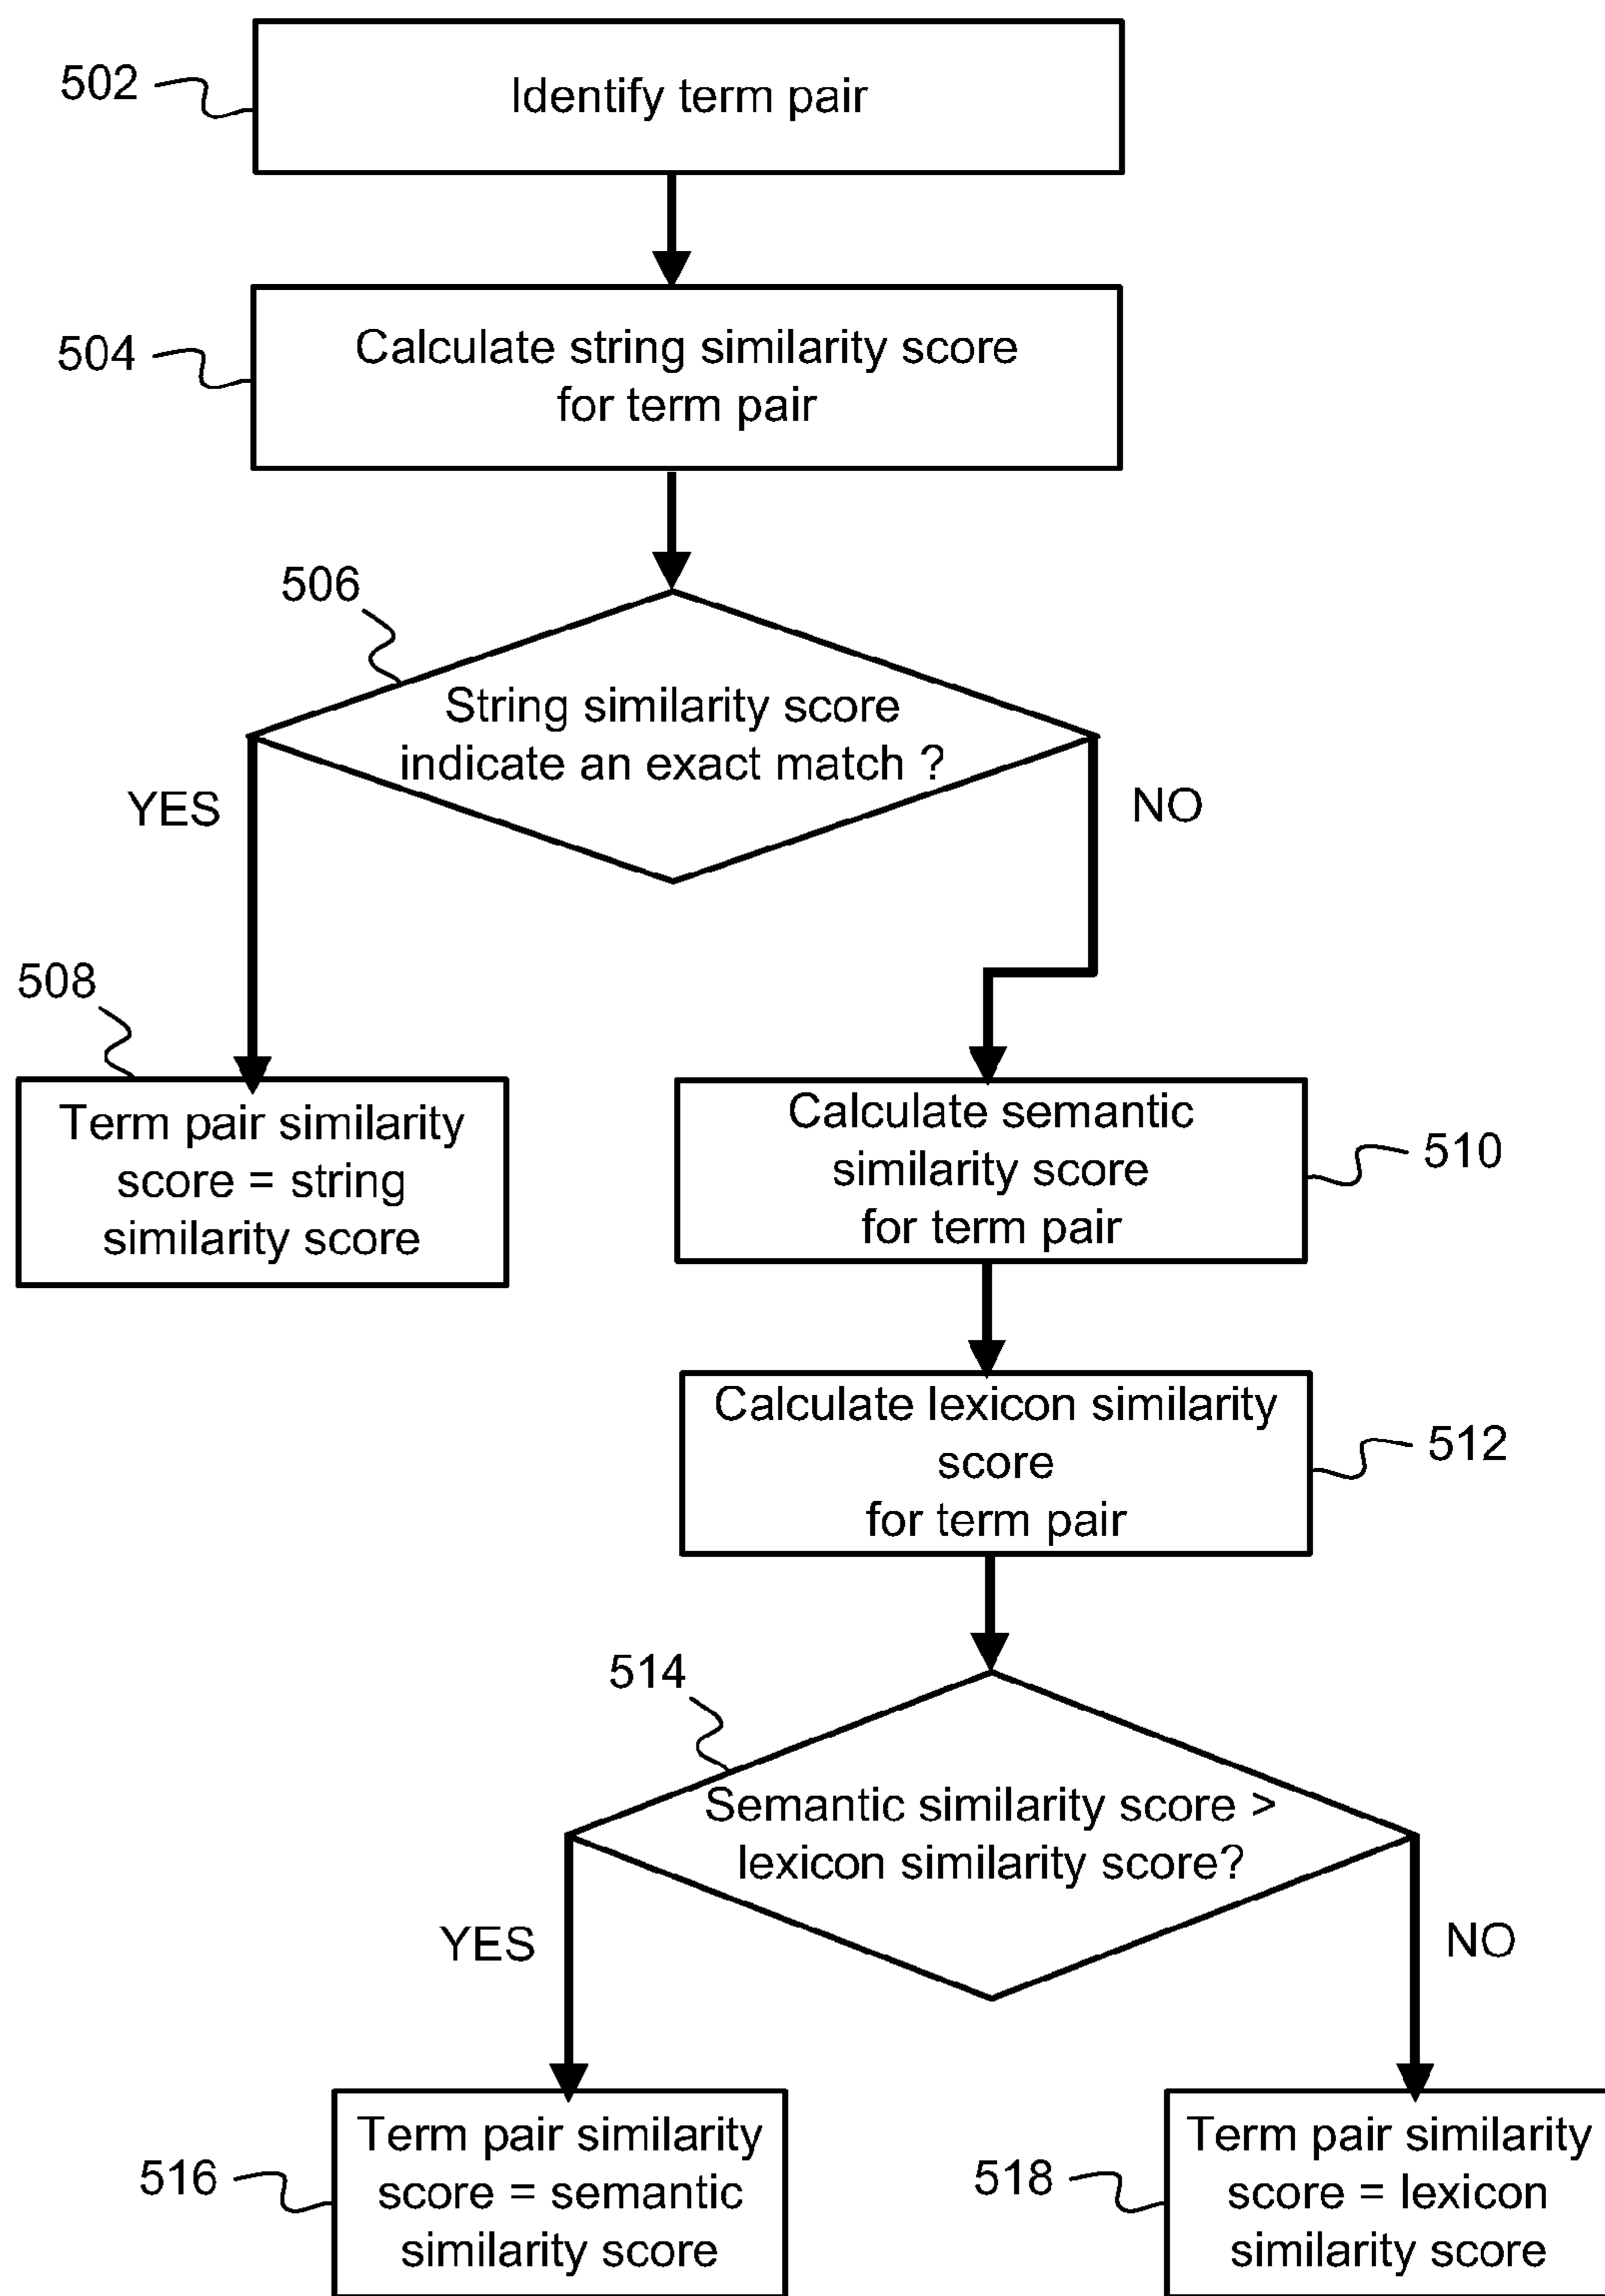 502
Identify term pair
504
Calculate string similarity score
for term pair
506
String similarity score
indicate an exact match ?
YES
NO
508
Term pair similarity
score = string
similarity score
Calculate semantic
similarity score
for term pair
510
Calculate lexicon similarity
score
for term pair
512
514
Semantic similarity score >
lexicon similarity score?
YES
NO
516
Term pair similarity
score = semantic
similarity score
518
Term pair similarity
score = lexicon
similarity score